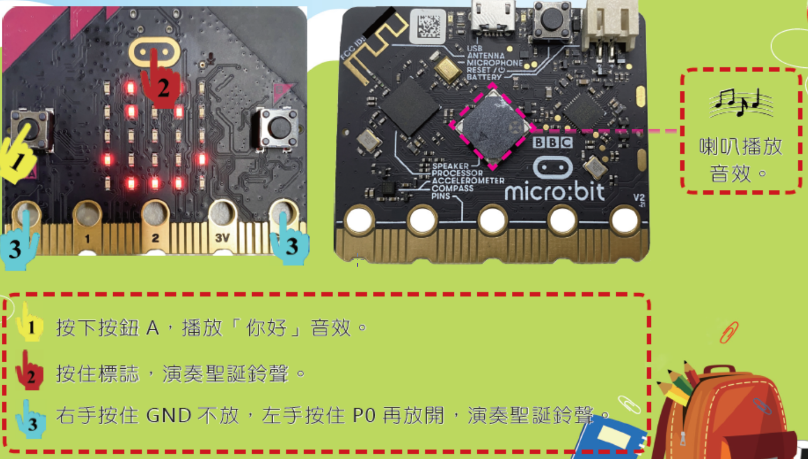 2
1
1
2
3V
3
3
FCC ID:
USB
ANTENNA
MICROPHONE
RESET /
BATTERY
BBC
SPEAKER
PROCESSOR
ACCELEROMETER
COMPASS
PINS
micro:bit
V2
喇叭播放
音效。
1 按下按鈕 A，播放「你好」音效。
2 按住標誌，演奏聖誕鈴聲。
3 右手按住 GND 不放，左手按住 P0 再放開，演奏聖誕鈴聲。